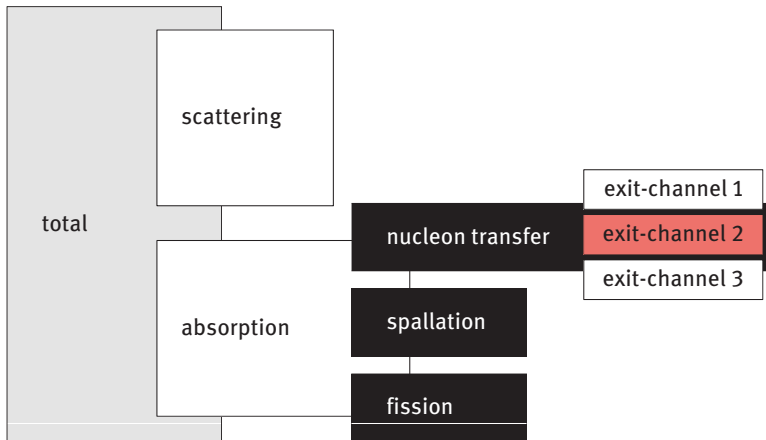 total
scattering
absorption
nucleon transfer
spallation
fission
exit-channel 1
exit-channel 2
exit-channel 3